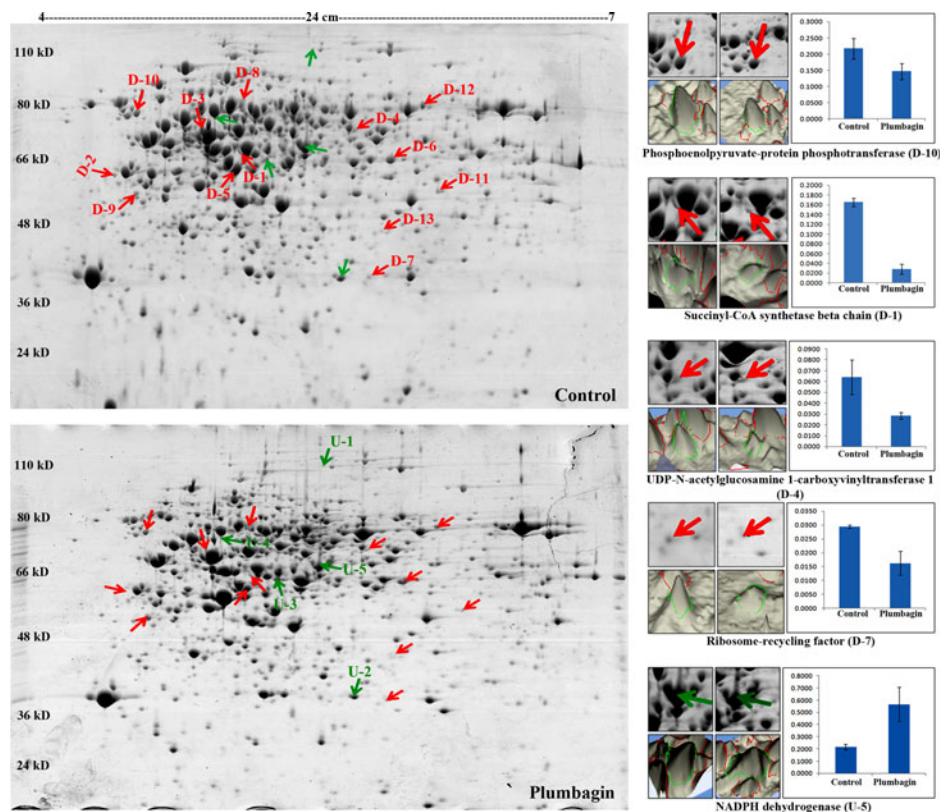 4 24 cm 7
110 kD
80 kD
66 kD
48 kD
36 kD
24 kD
D-10
D-3
D-8
D-12
D-4
D-2
D-6
D-1
D-5
D-11
D-9
D-13
D-7
Control
110 kD
80 kD
66 kD
48 kD
36 kD
24 kD
U-1
U-5
U-3
U-2
Plumbagin
0.3000
0.2500
0.2000
0.1500
0.1000
0.0500
0.0000
Control Plumbagin
Phosphoenolpyruvate-protein phosphotransferase (D-10)
0.2000
0.1800
0.1600
0.1400
0.1200
0.1000
0.0800
0.0600
0.0400
0.0200
0.0000
Control Plumbagin
Succinyl-CoA synthetase beta chain (D-1)
0.0900
0.0800
0.0700
0.0600
0.0500
0.0400
0.0300
0.0200
0.0100
0.0000
Control Plumbagin
UDP-N-acetylglucosamine 1-carboxyvinyltransferase 1
(D-4)
0.0350
0.0300
0.0250
0.0200
0.0150
0.0100
0.0050
0.0000
Control Plumbagin
Ribosome-recycling factor (D-7)
0.8000
0.7000
0.6000
0.5000
0.4000
0.3000
0.2000
0.1000
0.0000
Control Plumbagin
NADPH dehydrogenase (U-5)